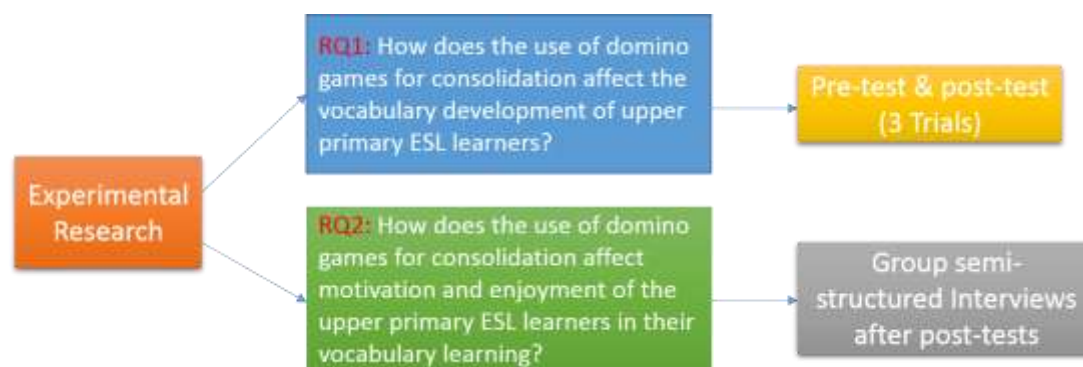 Experimental
Research
RQ1: How does the use of domino
games for consolidation affect the
vocabulary development of upper
primary ESL learners?
Pre-test & post-test
(3 Trials)
RQ2: How does the use of domino
games for consolidation affect
motivation and enjoyment of the
upper primary ESL learners in their
vocabulary learning?
Group semi-
structured Interviews
after post-tests